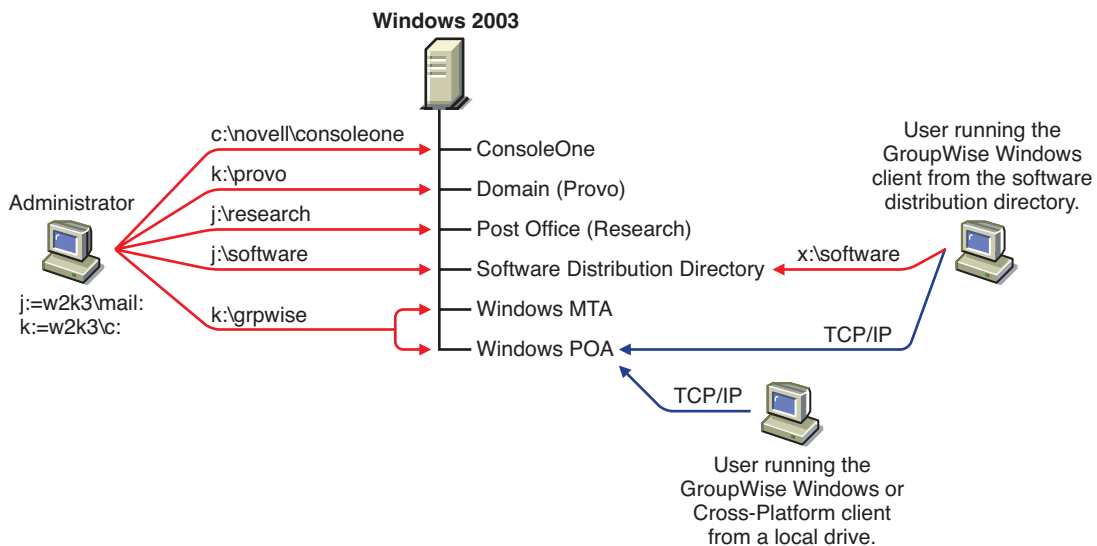 Windows 2003
c:\novell\consoleone
ConsoleOne
k:\provo
Domain (Provo)
Administrator
j:\research
Post Office (Research)
j:\software
Software Distribution Directory
x:\software
j:=w2k3\mail:
k:=w2k3\c:
k:\grpwise
Windows MTA
Windows POA
User running the
GroupWise Windows
client from the software
distribution directory.
TCP/IP
TCP/IP
User running the
GroupWise Windows or
Cross-Platform client
from a local drive.